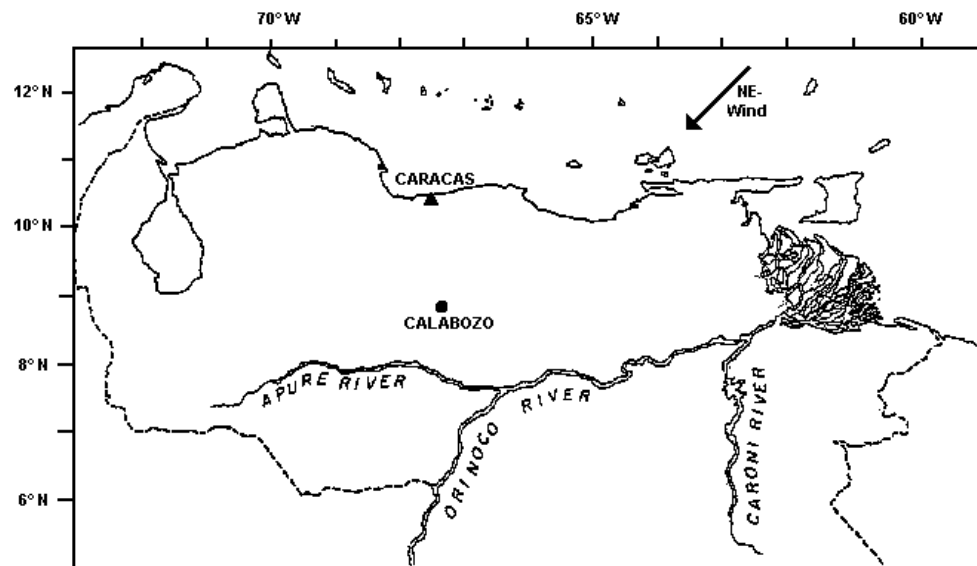 70°W
65°W
60°W
12°N
NE-
Wind
CARACAS
10°N
CALABOZO
8°N
APURE RIVER
ORINOCO RIVER
CARONI RIVER
6°N